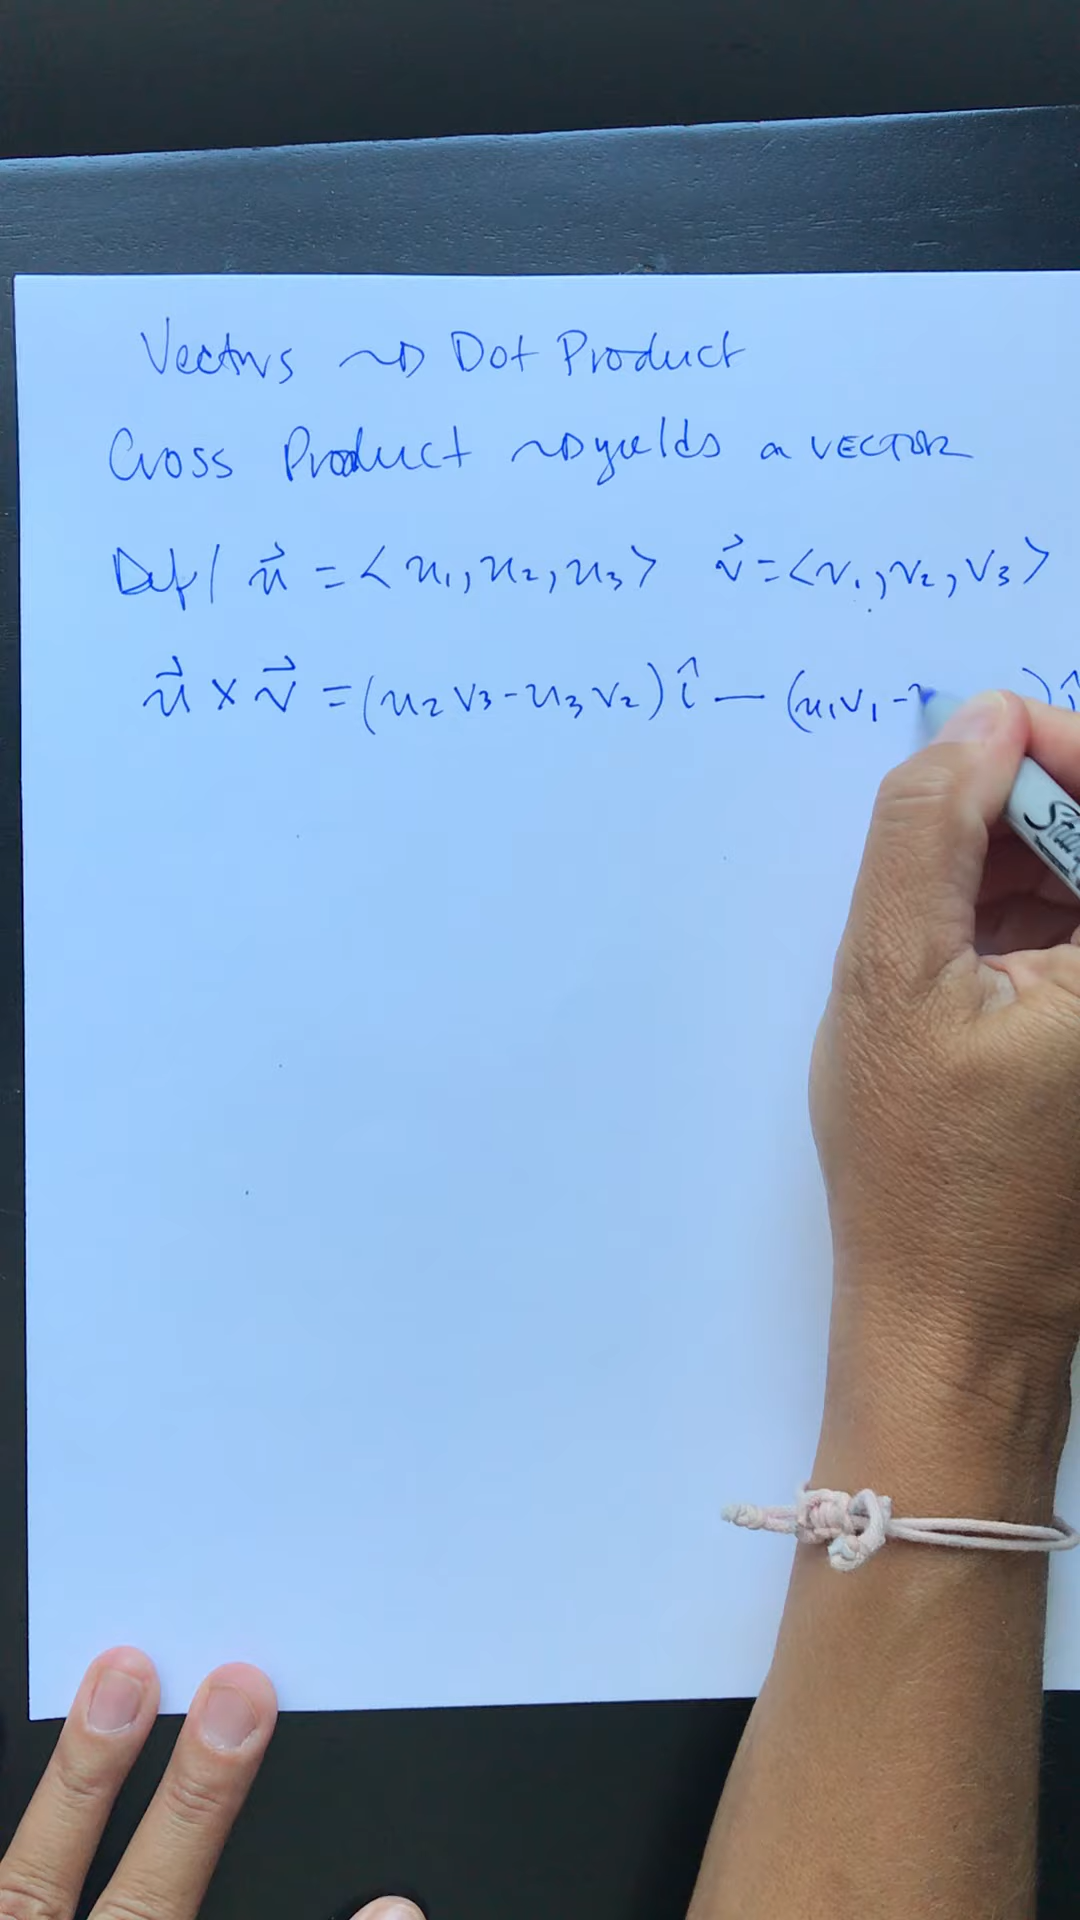 Vectors ~> Dot Product
Cross Product ~> yields a VECTOR
Def/ u⃗ = <u₁, u₂, u₃> v⃗ = <v₁, v₂, v₃>
u⃗ × v⃗ = (u₂v₃ - u₃v₂) î — (u₁v₁ - )